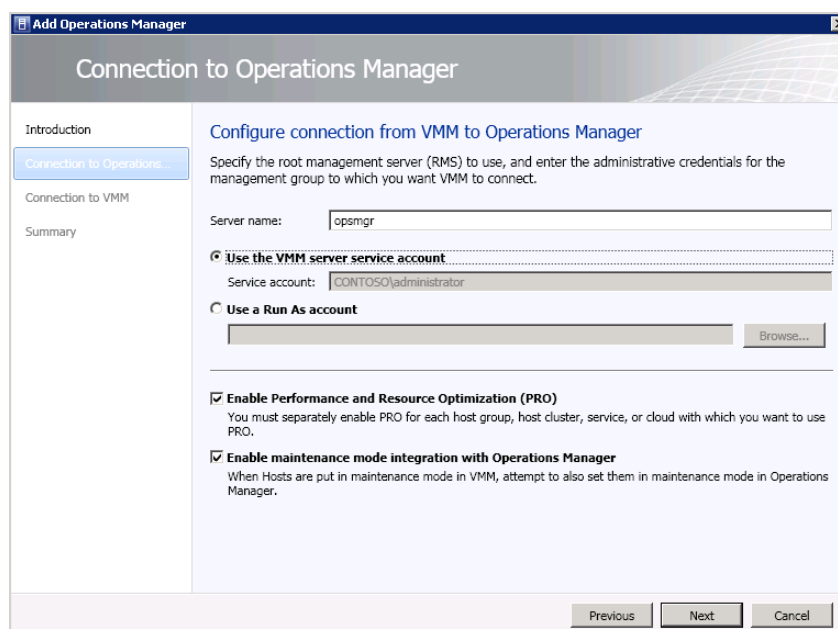 Add Operations Manager
Connection to Operations Manager
Introduction
Connection to Operations...
Connection to VMM
Summary
Configure connection from VMM to Operations Manager
Specify the root management server (RMS) to use, and enter the administrative credentials for the
management group to which you want VMM to connect.
Server name: opsmgr
Use the VMM server service account
Service account: CONTOSO\administrator
Use a Run As account
Browse...
Enable Performance and Resource Optimization (PRO)
You must separately enable PRO for each host group, host cluster, service, or cloud with which you want to use
PRO.
Enable maintenance mode integration with Operations Manager
When Hosts are put in maintenance mode in VMM, attempt to also set them in maintenance mode in Operations
Manager.
Previous Next Cancel